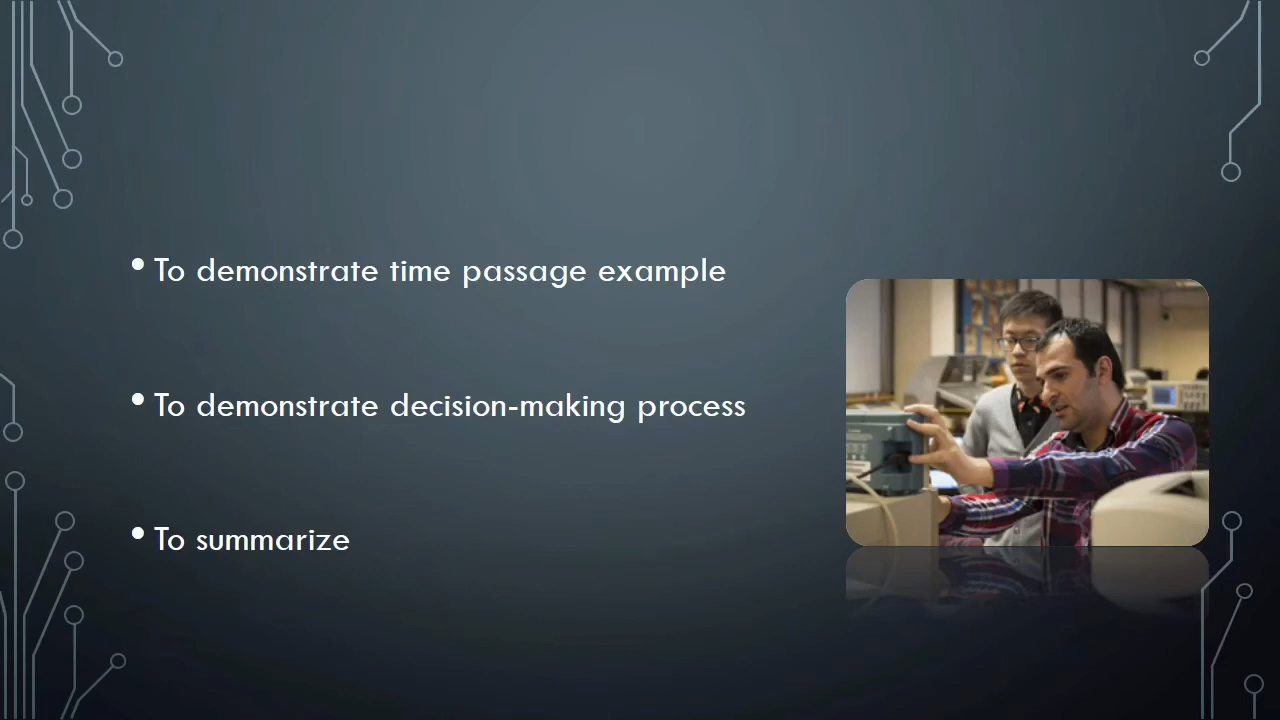 • To demonstrate time passage example
• To demonstrate decision-making process
• To summarize